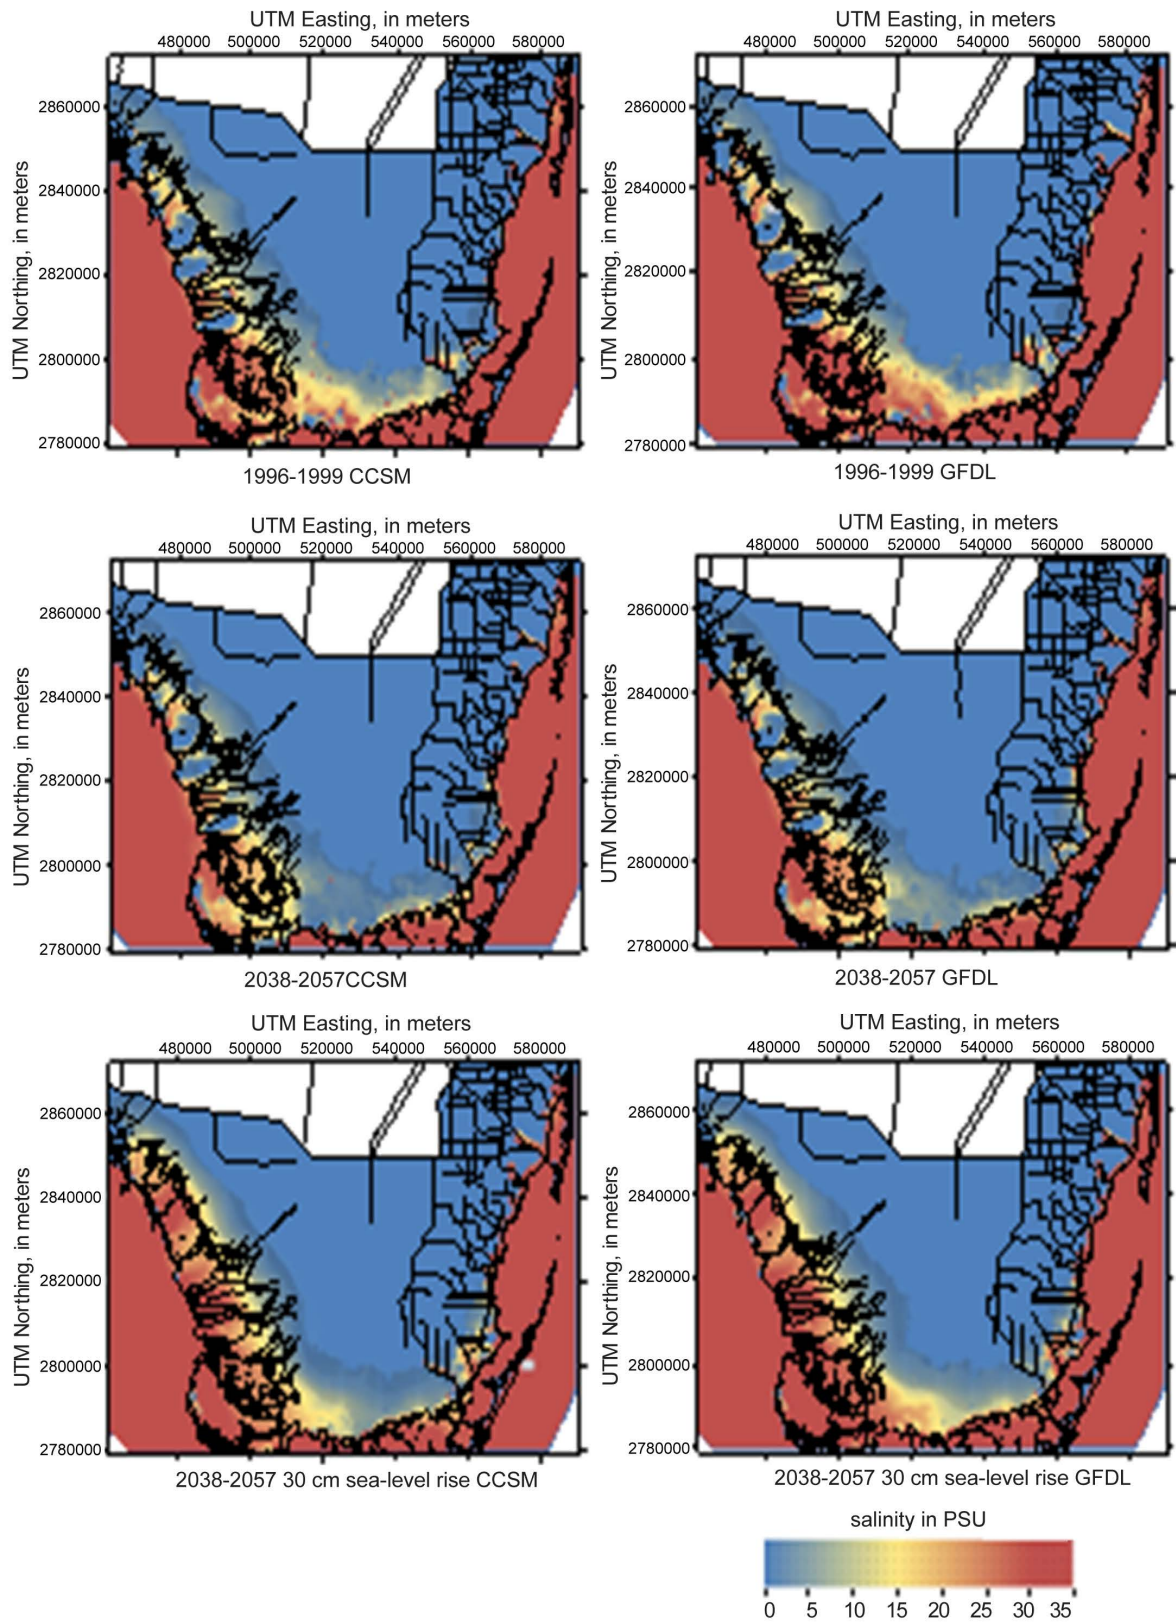 UTM Easting, in meters
480000 500000 520000 540000 560000 580000
UTM Northing, in meters
2860000
2840000
2820000
2800000
2780000
1996-1999 CCSM
UTM Easting, in meters
480000 500000 520000 540000 560000 580000
UTM Northing, in meters
2860000
2840000
2820000
2800000
2780000
1996-1999 GFDL
UTM Easting, in meters
480000 500000 520000 540000 560000 580000
UTM Northing, in meters
2860000
2840000
2820000
2800000
2780000
2038-2057CCSM
UTM Easting, in meters
480000 500000 520000 540000 560000 580000
UTM Northing, in meters
2860000
2840000
2820000
2800000
2780000
2038-2057 GFDL
UTM Easting, in meters
480000 500000 520000 540000 560000 580000
UTM Northing, in meters
2860000
2840000
2820000
2800000
2780000
2038-2057 30 cm sea-level rise CCSM
UTM Easting, in meters
480000 500000 520000 540000 560000 580000
UTM Northing, in meters
2860000
2840000
2820000
2800000
2780000
2038-2057 30 cm sea-level rise GFDL
salinity in PSU
0 5 10 15 20 25 30 35